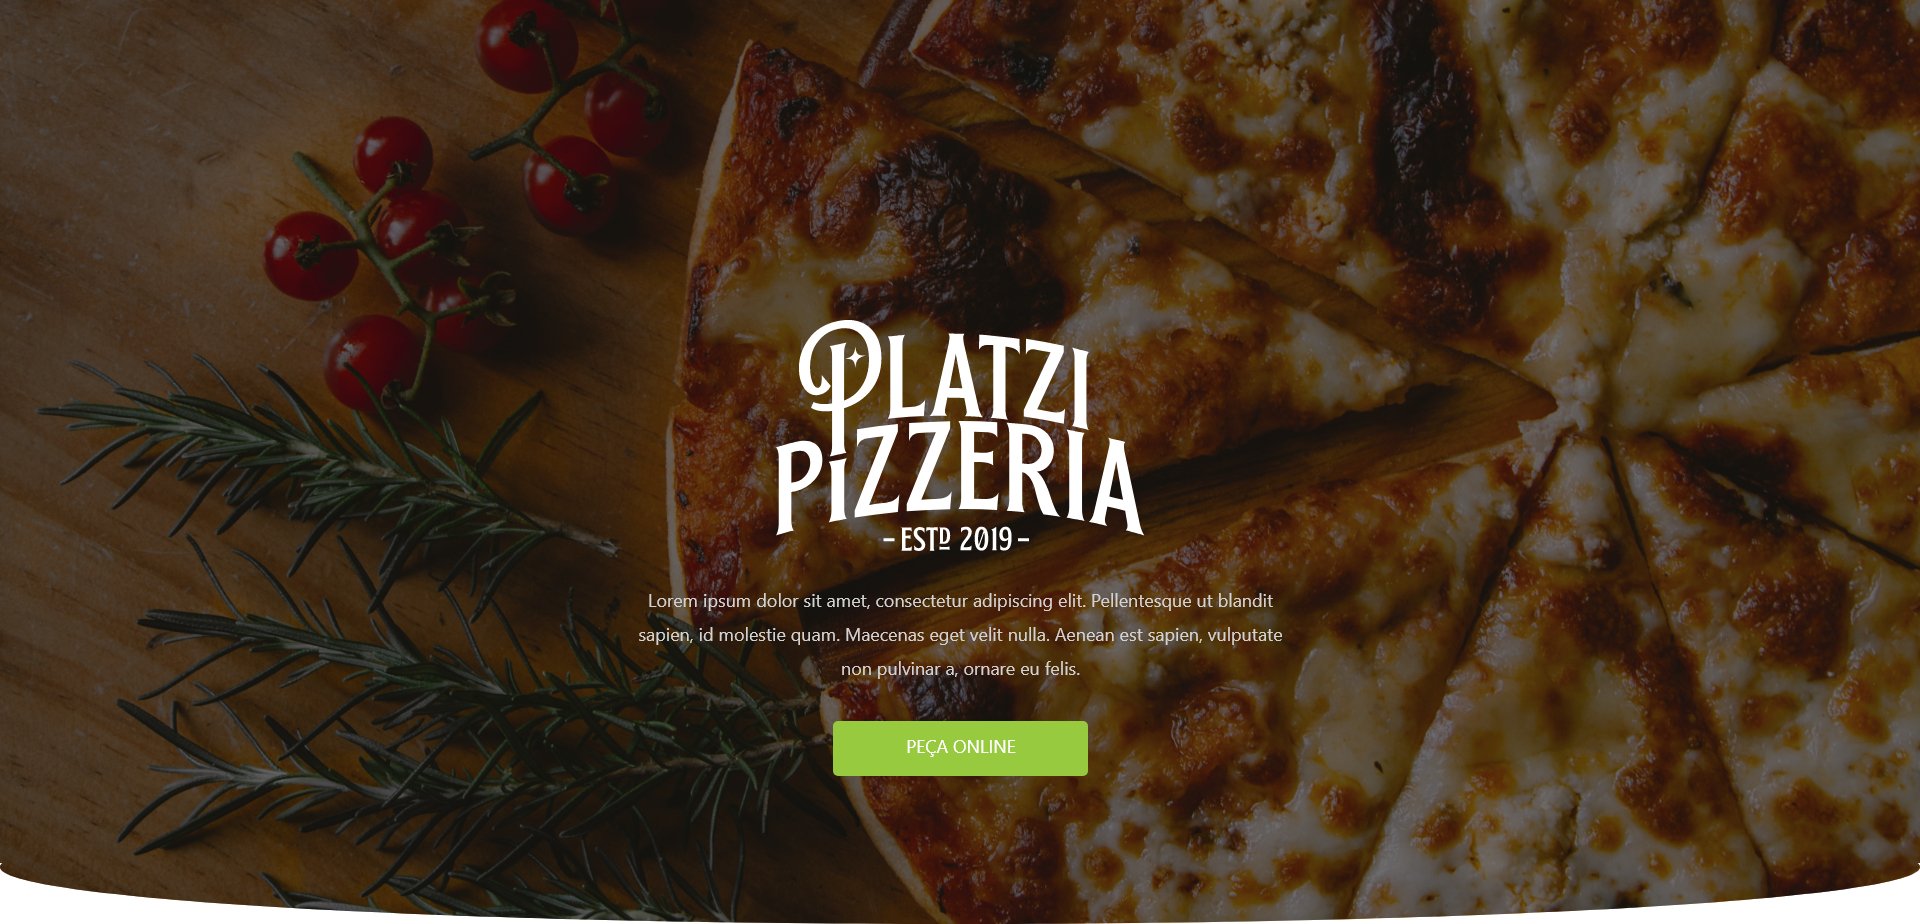 PLATZI
PIZZERIA
- ESTD 2019 -
Lorem ipsum dolor sit amet, consectetur adipiscing elit. Pellentesque ut blandit
sapien, id molestie quam. Maecenas eget velit nulla. Aenean est sapien, vulputate
non pulvinar a, ornare eu felis.
PEÇA ONLINE